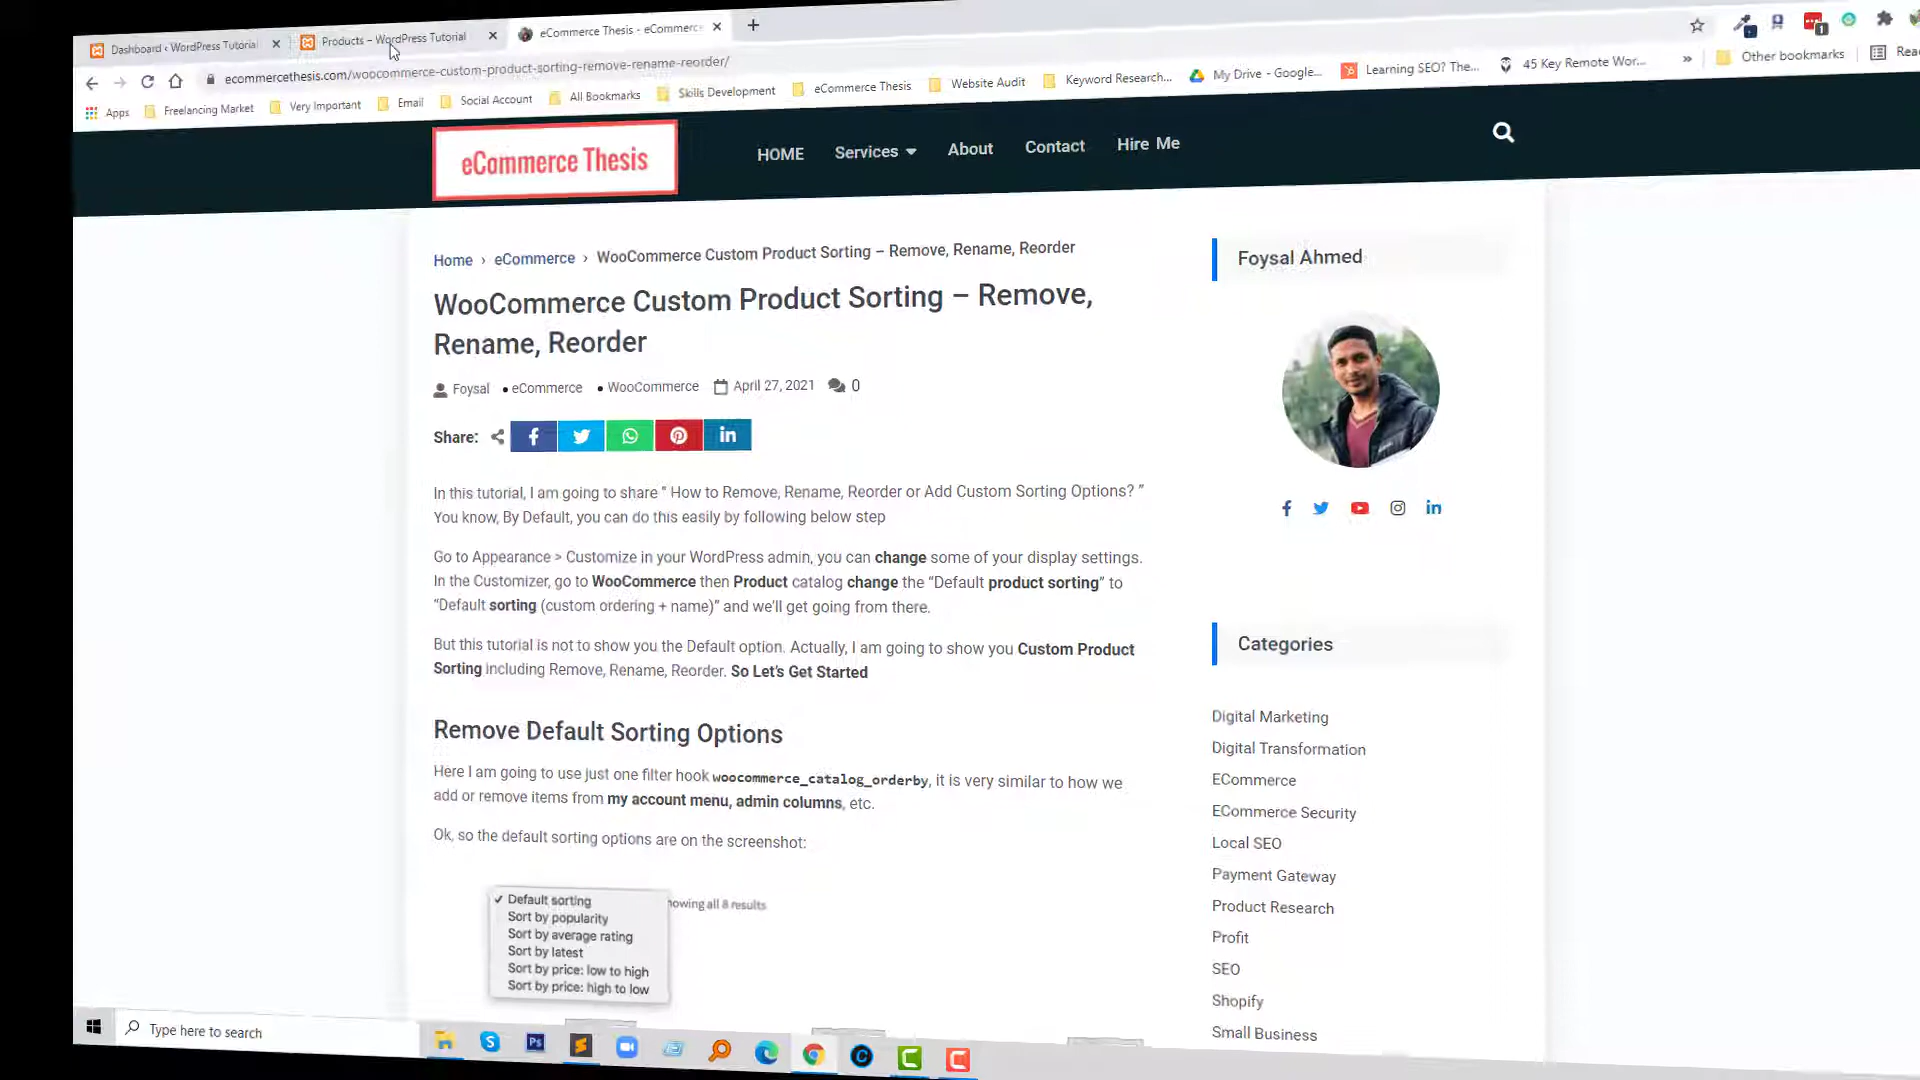 Dashboard ‹ WordPress Tutorial
Products – WordPress Tutorial
eCommerce Thesis - eCommerc
ecommercethesis.com/woocommerce-custom-product-sorting-remove-rename-reorder/
Apps
Freelancing Market
Very Important
Email
Social Account
All Bookmarks
Skills Development
eCommerce Thesis
Website Audit
Keyword Research...
My Drive - Google...
Learning SEO? The...
45 Key Remote Wor...
»
Other bookmarks
Rea
eCommerce Thesis
HOME
Services
About
Contact
Hire Me
Home › eCommerce › WooCommerce Custom Product Sorting – Remove, Rename, Reorder
WooCommerce Custom Product Sorting – Remove,
Rename, Reorder
Foysal • eCommerce • WooCommerce April 27, 2021 0
Share:
In this tutorial, I am going to share “ How to Remove, Rename, Reorder or Add Custom Sorting Options? ”
You know, By Default, you can do this easily by following below step
Go to Appearance > Customize in your WordPress admin, you can change some of your display settings.
In the Customizer, go to WooCommerce then Product catalog change the “Default product sorting” to
“Default sorting (custom ordering + name)” and we’ll get going from there.
But this tutorial is not to show you the Default option. Actually, I am going to show you Custom Product
Sorting including Remove, Rename, Reorder. So Let’s Get Started
Remove Default Sorting Options
Here I am going to use just one filter hook woocommerce_catalog_orderby, it is very similar to how we
add or remove items from my account menu, admin columns, etc.
Ok, so the default sorting options are on the screenshot:
✓ Default sorting
Sort by popularity
Sort by average rating
Sort by latest
Sort by price: low to high
Sort by price: high to low
howing all 8 results
Foysal Ahmed
Categories
Digital Marketing
Digital Transformation
ECommerce
ECommerce Security
Local SEO
Payment Gateway
Product Research
Profit
SEO
Shopify
Small Business
Type here to search